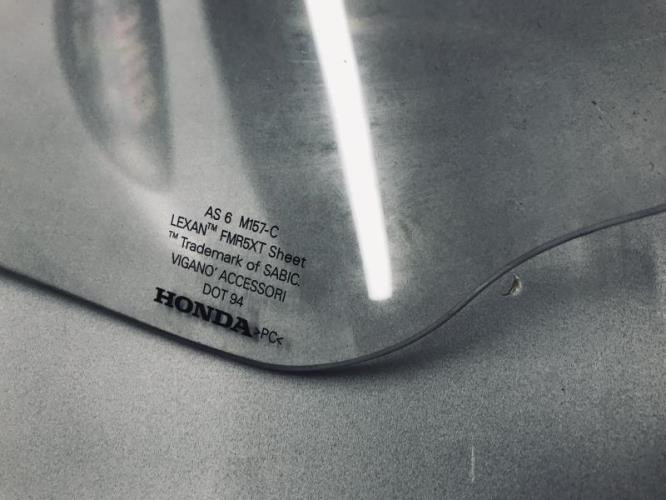 AS 6 M157-C
LEXAN™ FMR5XT Sheet
™ Trademark of SABIC.
VIGANO' ACCESSORI
DOT 94
HONDA >PC<